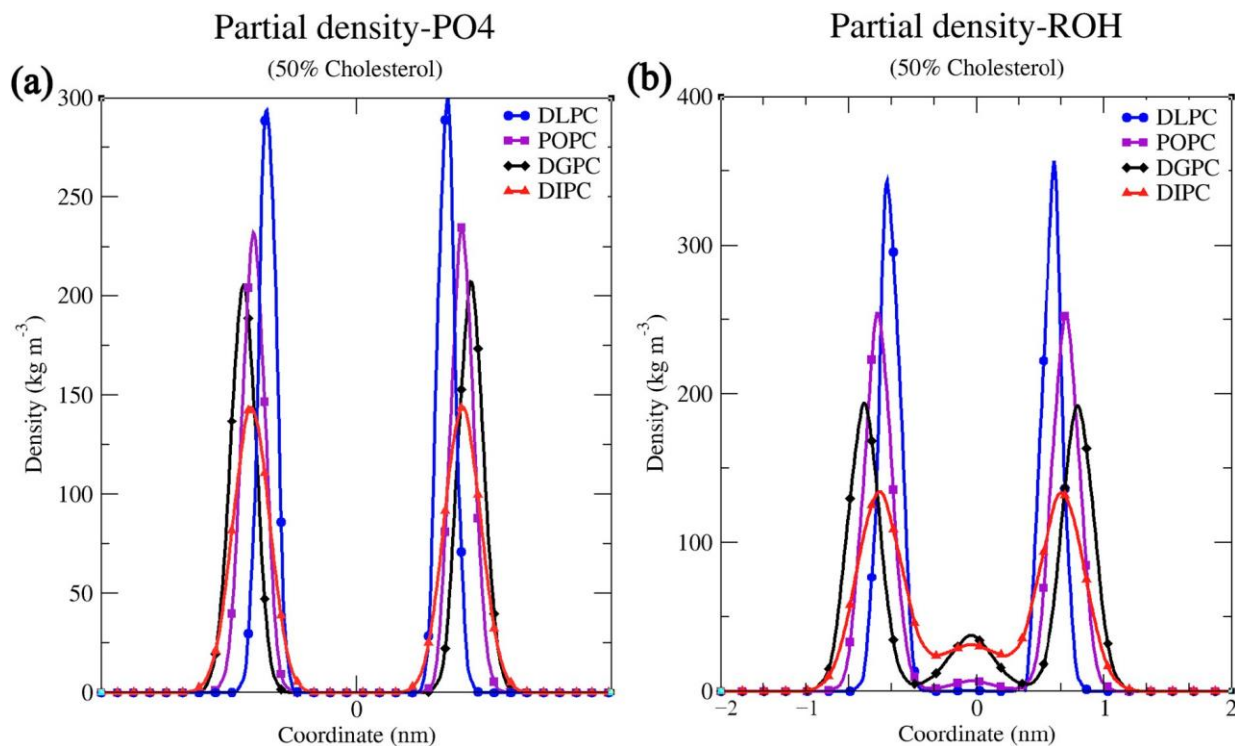 Partial density-PO4
(50% Cholesterol)
(a)
300
250
200
150
100
50
0
Density (kg m-3)
DLPC
POPC
DGPC
DIPC
0
Coordinate (nm)
Partial density-ROH
(50% Cholesterol)
(b)
400
300
200
100
0
Density (kg m-3)
DLPC
POPC
DGPC
DIPC
−2 −1 0 1 2
Coordinate (nm)